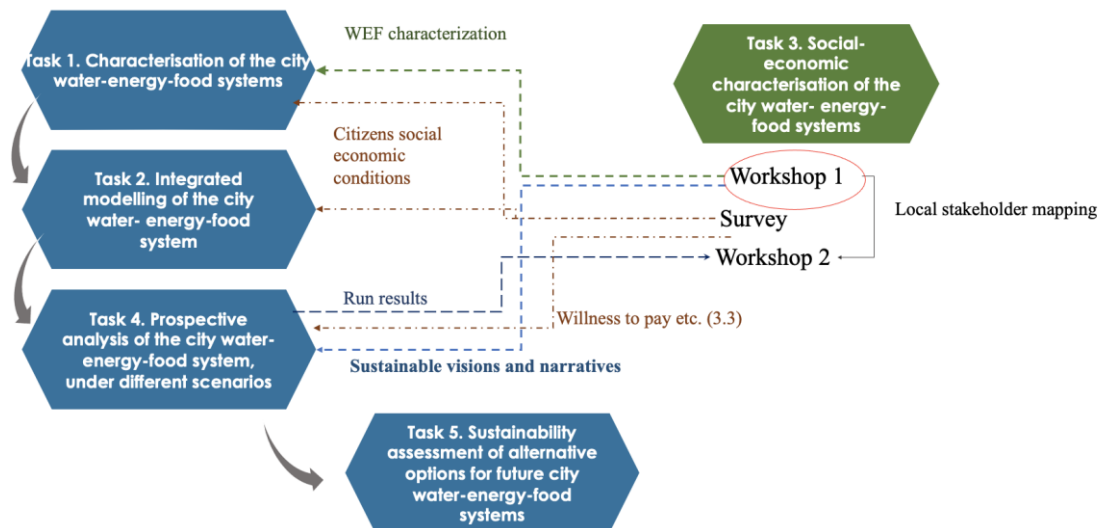 Task 1. Characterisation of the city
water-energy-food systems
WEF characterization
Task 3. Social-
economic
characterisation of the
city water- energy-
food systems
Citizens social
economic
conditions
Task 2. Integrated
modelling of the city
water- energy-food
system
Workshop 1
Survey
Workshop 2
Local stakeholder mapping
Run results
Willness to pay etc. (3.3)
Task 4. Prospective
analysis of the city water-
energy-food system,
under different scenarios
Sustainable visions and narratives
Task 5. Sustainability
assessment of alternative
options for future city
water-energy-food
systems